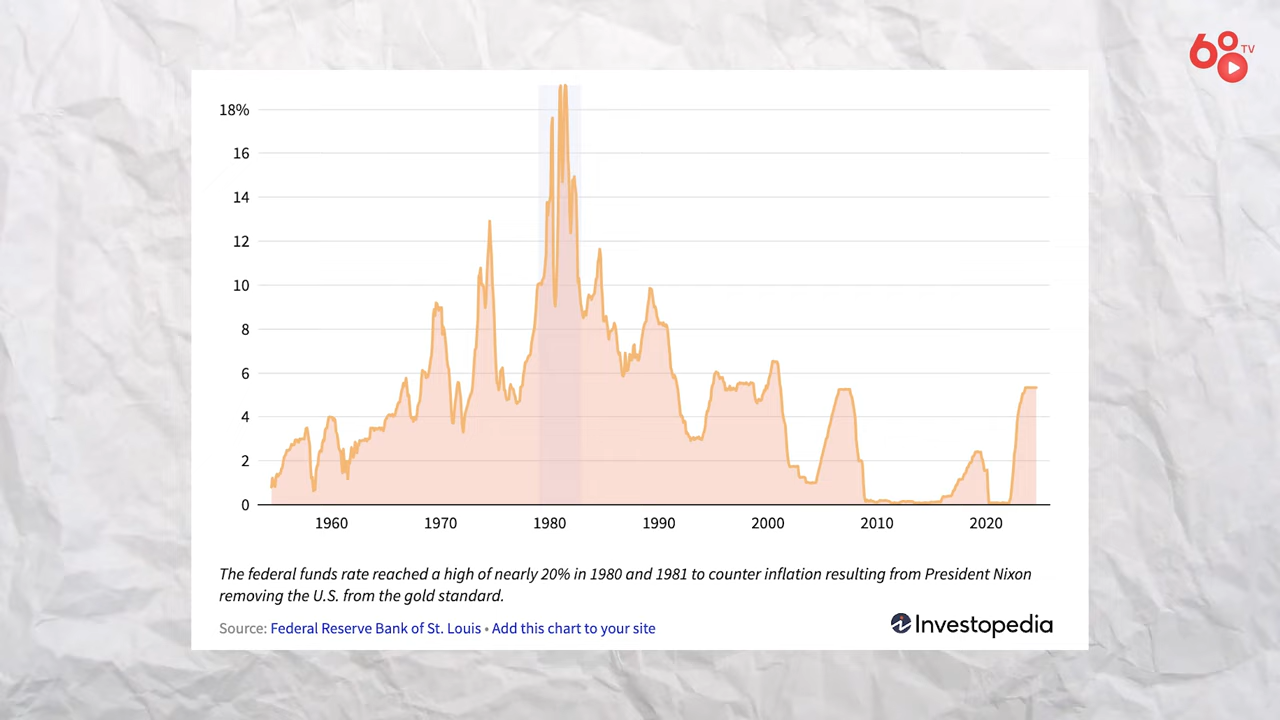 68
TV
18%
16
14
12
10
8
6
4
2
0
1960 1970 1980 1990 2000 2010 2020
The federal funds rate reached a high of nearly 20% in 1980 and 1981 to counter inflation resulting from President Nixon
removing the U.S. from the gold standard.
Source: Federal Reserve Bank of St. Louis • Add this chart to your site
Investopedia